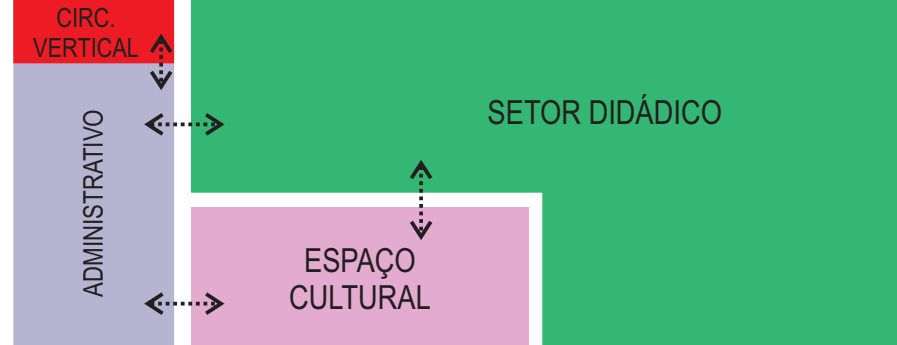 CIRC.
VERTICAL
SETOR DIDÁDICO
ADMINISTRATIVO
ESPAÇO
CULTURAL